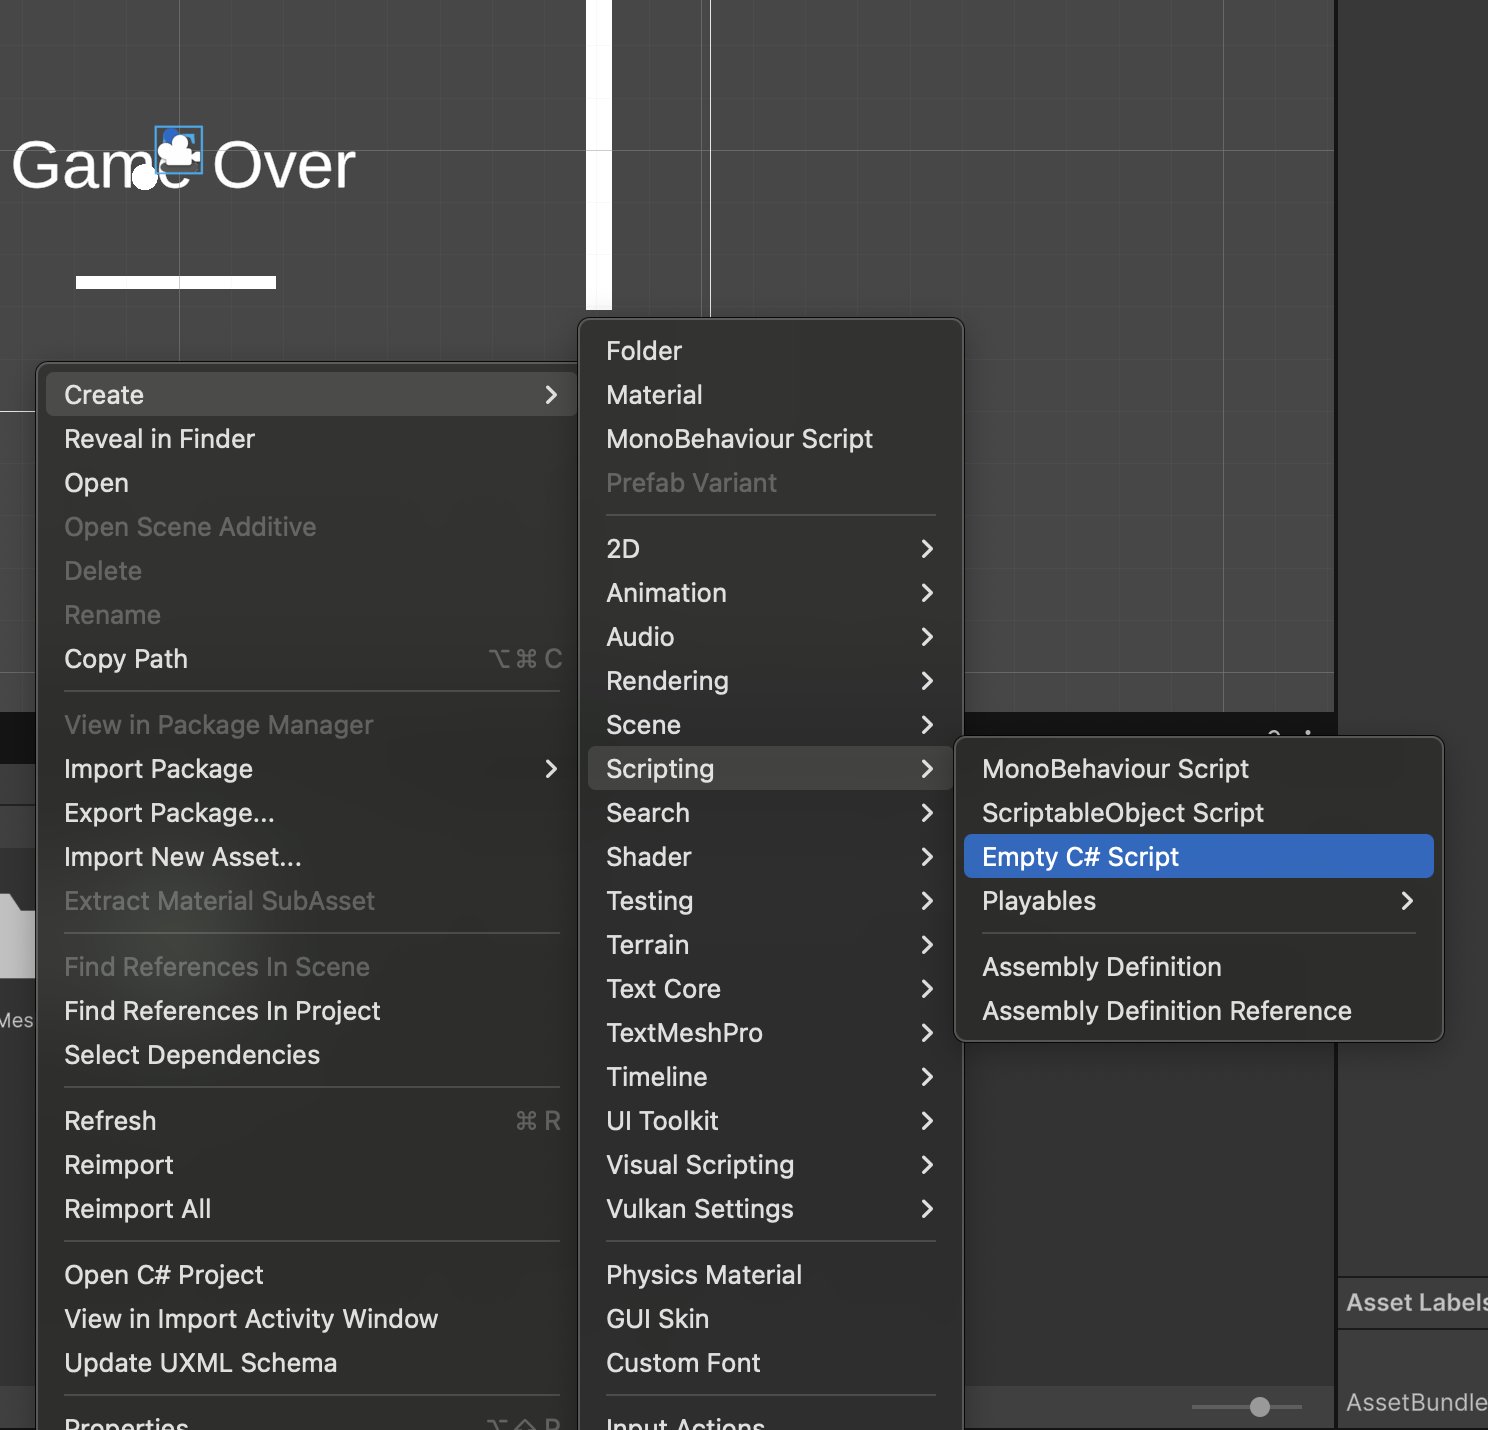 Game Over
Create
Reveal in Finder
Open
Open Scene Additive
Delete
Rename
Copy Path ⌥⌘C
View in Package Manager
Import Package
Export Package...
Import New Asset...
Extract Material SubAsset
Find References In Scene
Find References In Project
Select Dependencies
Refresh ⌘R
Reimport
Reimport All
Open C# Project
View in Import Activity Window
Update UXML Schema
Properties
Folder
Material
MonoBehaviour Script
Prefab Variant
2D
Animation
Audio
Rendering
Scene
Scripting
Search
Shader
Testing
Terrain
Text Core
TextMeshPro
Timeline
UI Toolkit
Visual Scripting
Vulkan Settings
Physics Material
GUI Skin
Custom Font
Input Actions
MonoBehaviour Script
ScriptableObject Script
Empty C# Script
Playables
Assembly Definition
Assembly Definition Reference
Mes
Asset Labels
AssetBundle